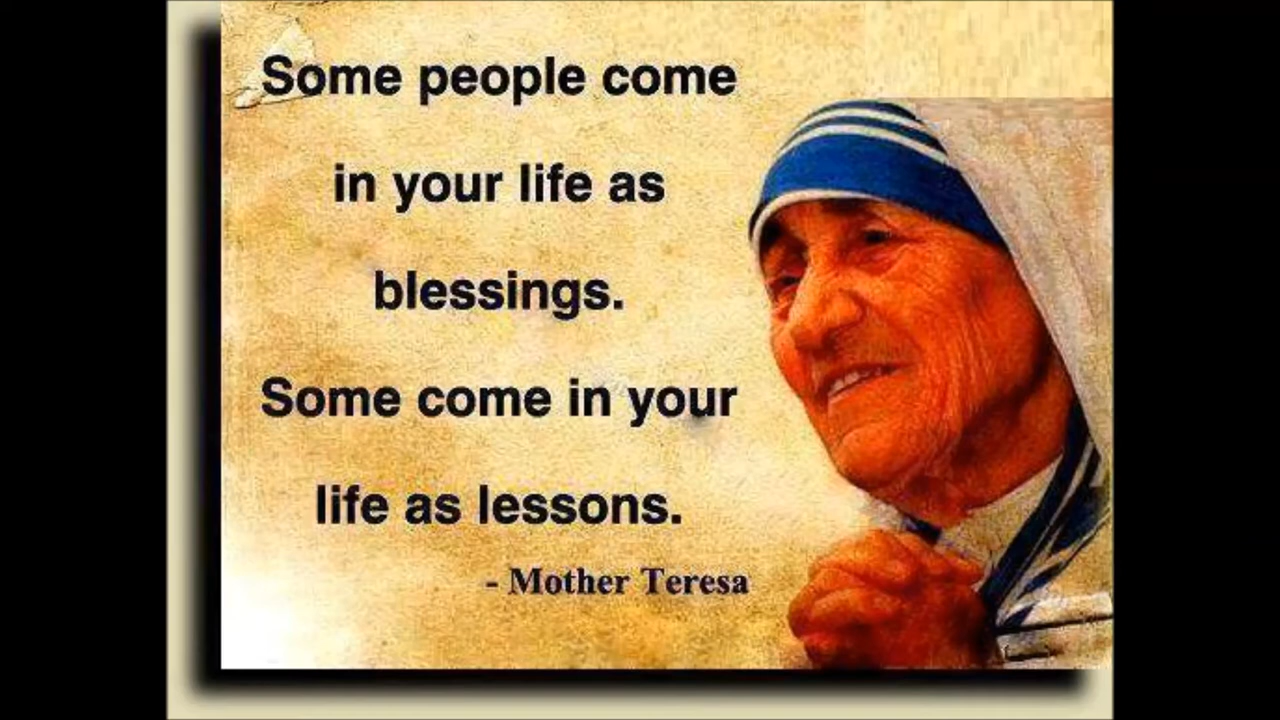 Some people come
in your life as
blessings.
Some come in your
life as lessons.
- Mother Teresa